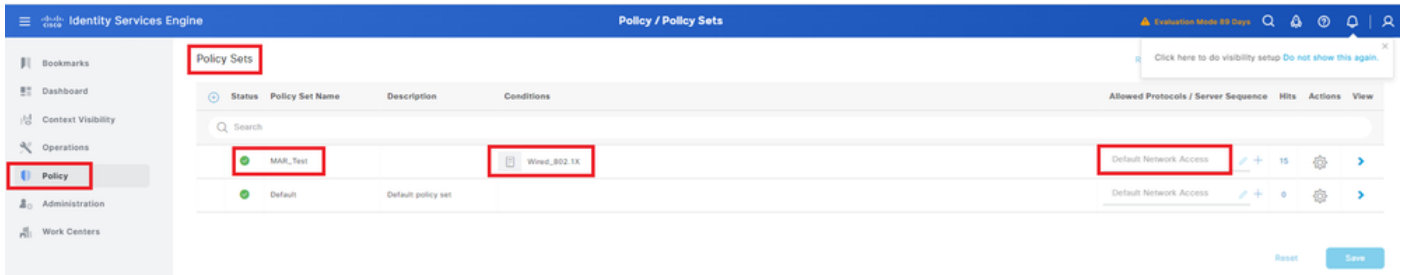 cisco Identity Services Engine
Policy / Policy Sets
Evaluation Mode 89 Days
Click here to do visibility setup Do not show this again.
Bookmarks
Dashboard
Context Visibility
Operations
Policy
Administration
Work Centers
Policy Sets
Status Policy Set Name Description Conditions Allowed Protocols / Server Sequence Hits Actions View
Search
MAR_Test Wired_802.1X Default Network Access 15
Default Default policy set Default Network Access 0
Reset Save